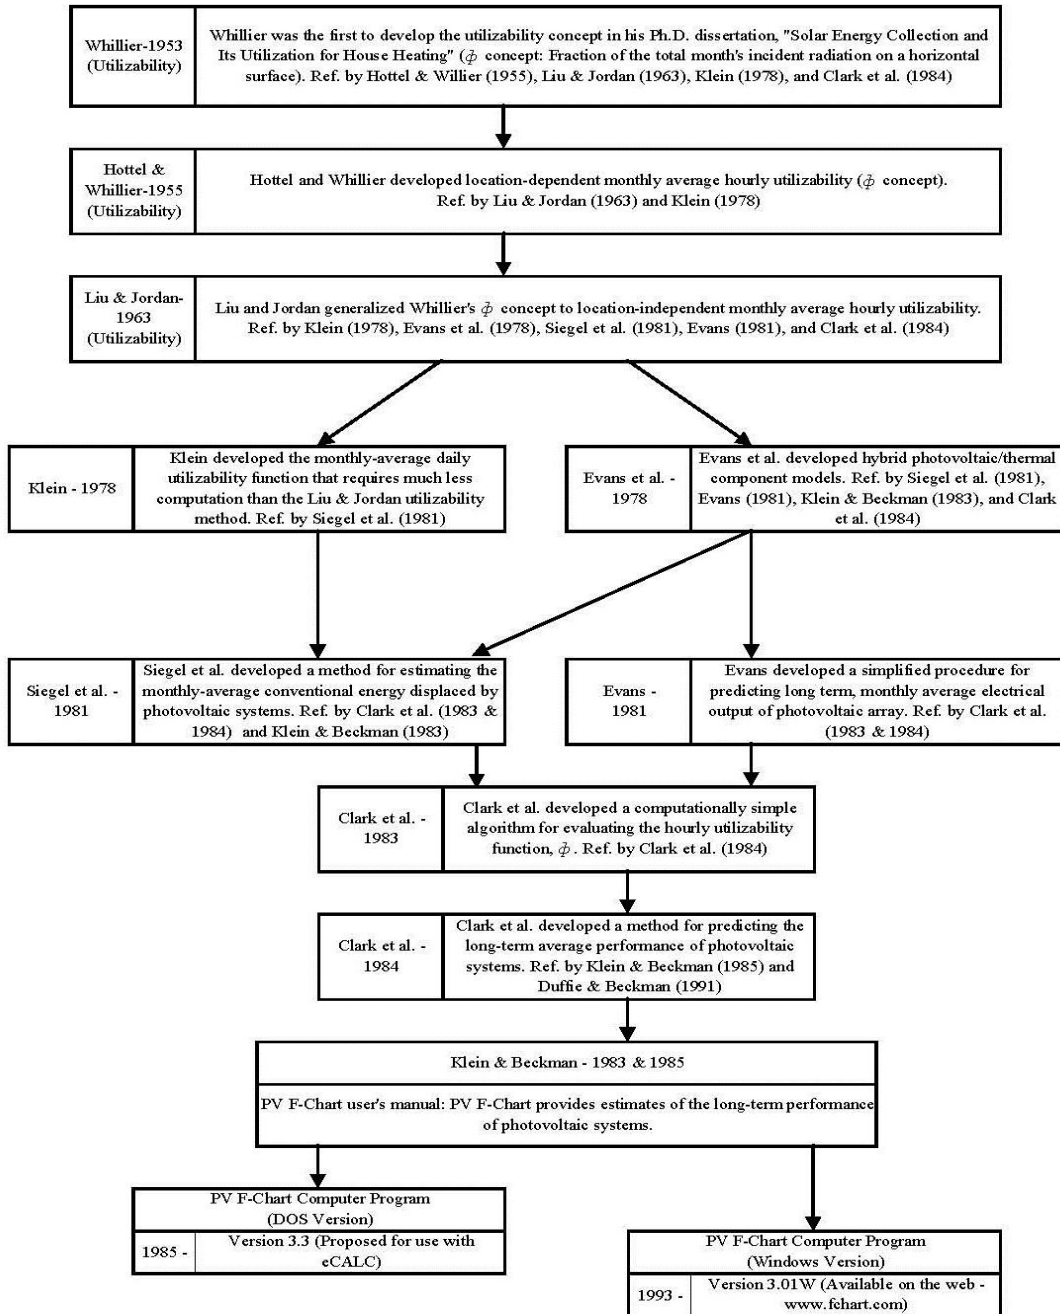 Whillier-1953
(Utilizability)
Whillier was the first to develop the utilizability concept in his Ph.D. dissertation, "Solar Energy Collection and
Its Utilization for House Heating" (ϕ concept: Fraction of the total month's incident radiation on a horizontal
surface). Ref. by Hottel & Willier (1955), Liu & Jordan (1963), Klein (1978), and Clark et al. (1984)
Hottel &
Whillier-1955
(Utilizability)
Hottel and Whillier developed location-dependent monthly average hourly utilizability (ϕ concept).
Ref. by Liu & Jordan (1963) and Klein (1978)
Liu & Jordan-
1963
(Utilizability)
Liu and Jordan generalized Whillier's ϕ concept to location-independent monthly average hourly utilizability.
Ref. by Klein (1978), Evans et al. (1978), Siegel et al. (1981), Evans (1981), and Clark et al. (1984)
Klein - 1978
Klein developed the monthly-average daily
utilizability function that requires much less
computation than the Liu & Jordan utilizability
method. Ref. by Siegel et al. (1981)
Evans et al. -
1978
Evans et al. developed hybrid photovoltaic/thermal
component models. Ref. by Siegel et al. (1981),
Evans (1981), Klein & Beckman (1983), and Clark
et al. (1984)
Siegel et al. -
1981
Siegel et al. developed a method for estimating the
monthly-average conventional energy displaced by
photovoltaic systems. Ref. by Clark et al. (1983 &
1984) and Klein & Beckman (1983)
Evans -
1981
Evans developed a simplified procedure for
predicting long term, monthly average electrical
output of photovoltaic array. Ref. by Clark et al.
(1983 & 1984)
Clark et al. -
1983
Clark et al. developed a computationally simple
algorithm for evaluating the hourly utilizability
function, ϕ. Ref. by Clark et al. (1984)
Clark et al. -
1984
Clark et al. developed a method for predicting the
long-term average performance of photovoltaic
systems. Ref. by Klein & Beckman (1985) and
Duffie & Beckman (1991)
Klein & Beckman - 1983 & 1985
PV F-Chart user's manual: PV F-Chart provides estimates of the long-term performance
of photovoltaic systems.
PV F-Chart Computer Program
(DOS Version)
1985 -
Version 3.3 (Proposed for use with
eCALC)
PV F-Chart Computer Program
(Windows Version)
1993 -
Version 3.01W (Available on the web -
www.fchart.com)